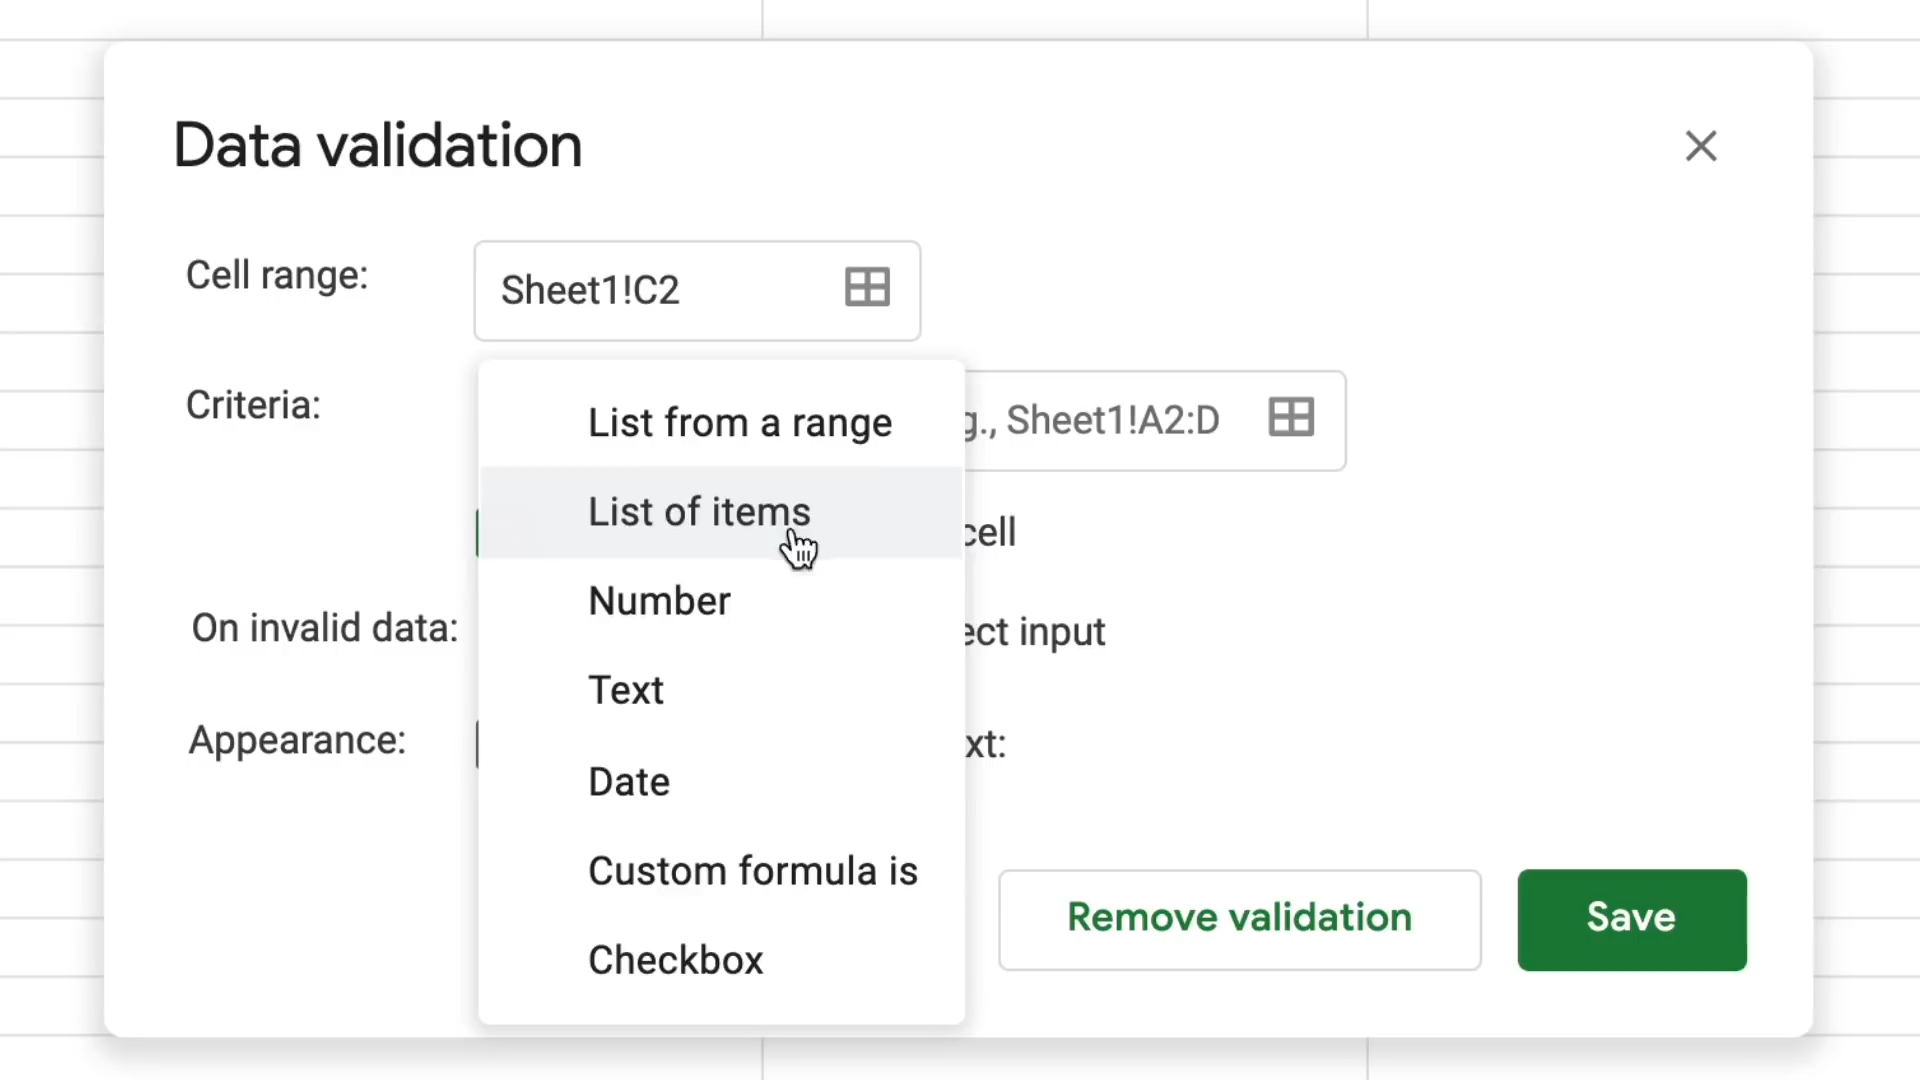 Data validation
Cell range:
Sheet1!C2
Criteria:
List from a range
g., Sheet1!A2:D
List of items
cell
Number
On invalid data:
ect input
Text
Appearance:
xt:
Date
Custom formula is
Remove validation
Save
Checkbox